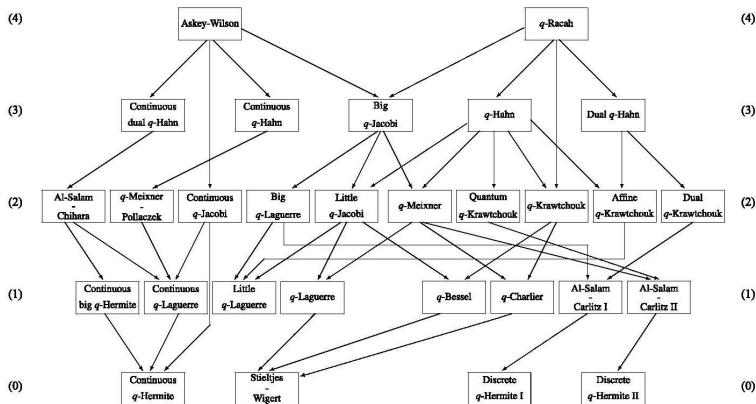 (4)
Askey-Wilson
q-Racah
(4)
(3)
Continuous
dual q-Hahn
Continuous
q-Hahn
Big
q-Jacobi
q-Hahn
Dual q-Hahn
(3)
(2)
Al-Salam
-
Chihara
q-Meixner
-
Pollaczek
Continuous
q-Jacobi
Big
q-Laguerre
Little
q-Jacobi
q-Meixner
Quantum
q-Krawtchouk
q-Krawtchouk
Affine
q-Krawtchouk
Dual
q-Krawtchouk
(2)
(1)
Continuous
big q-Hermite
Continuous
q-Laguerre
Little
q-Laguerre
q-Laguerre
q-Bessel
q-Charlier
Al-Salam
-
Carlitz I
Al-Salam
-
Carlitz II
(1)
(0)
Continuous
q-Hermite
Stieltjes
-
Wigert
Discrete
q-Hermite I
Discrete
q-Hermite II
(0)